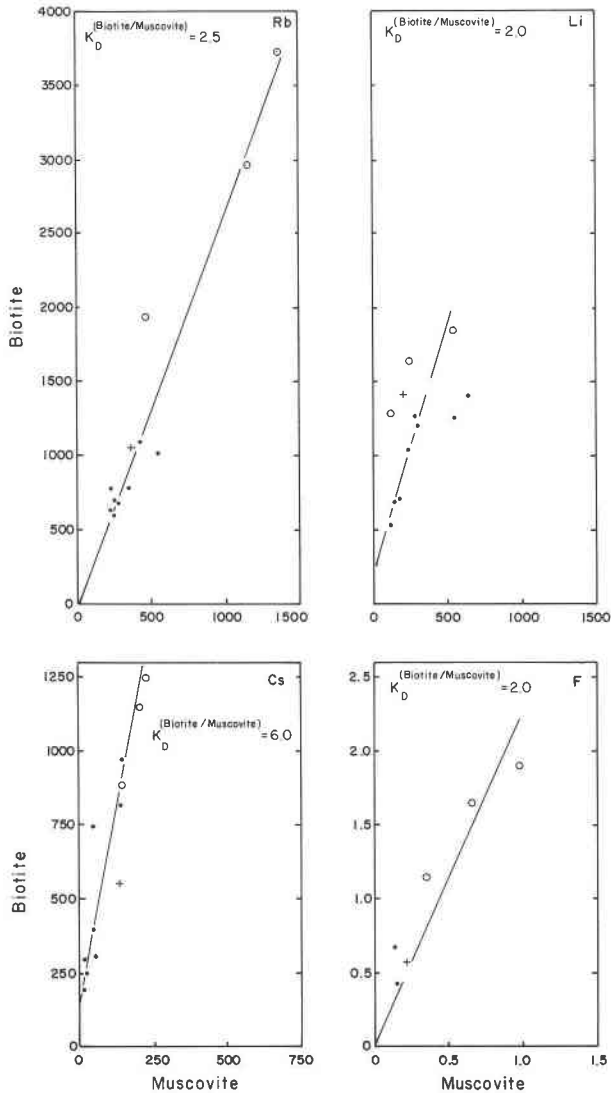 Rb
K_D (Biotite/Muscovite) = 2.5
4000
3500
3000
2500
2000
1500
1000
500
0
0 500 1000 1500
Li
K_D (Biotite/Muscovite) = 2.0
0 500 1000 1500
Biotite
Cs
K_D (Biotite/Muscovite) = 6.0
1250
1000
750
500
250
0
0 250 500 750
Muscovite
F
K_D (Biotite/Muscovite) = 2.0
2.5
2.0
1.5
1.0
0.5
0
0 0.5 1.0 1.5
Muscovite
Biotite